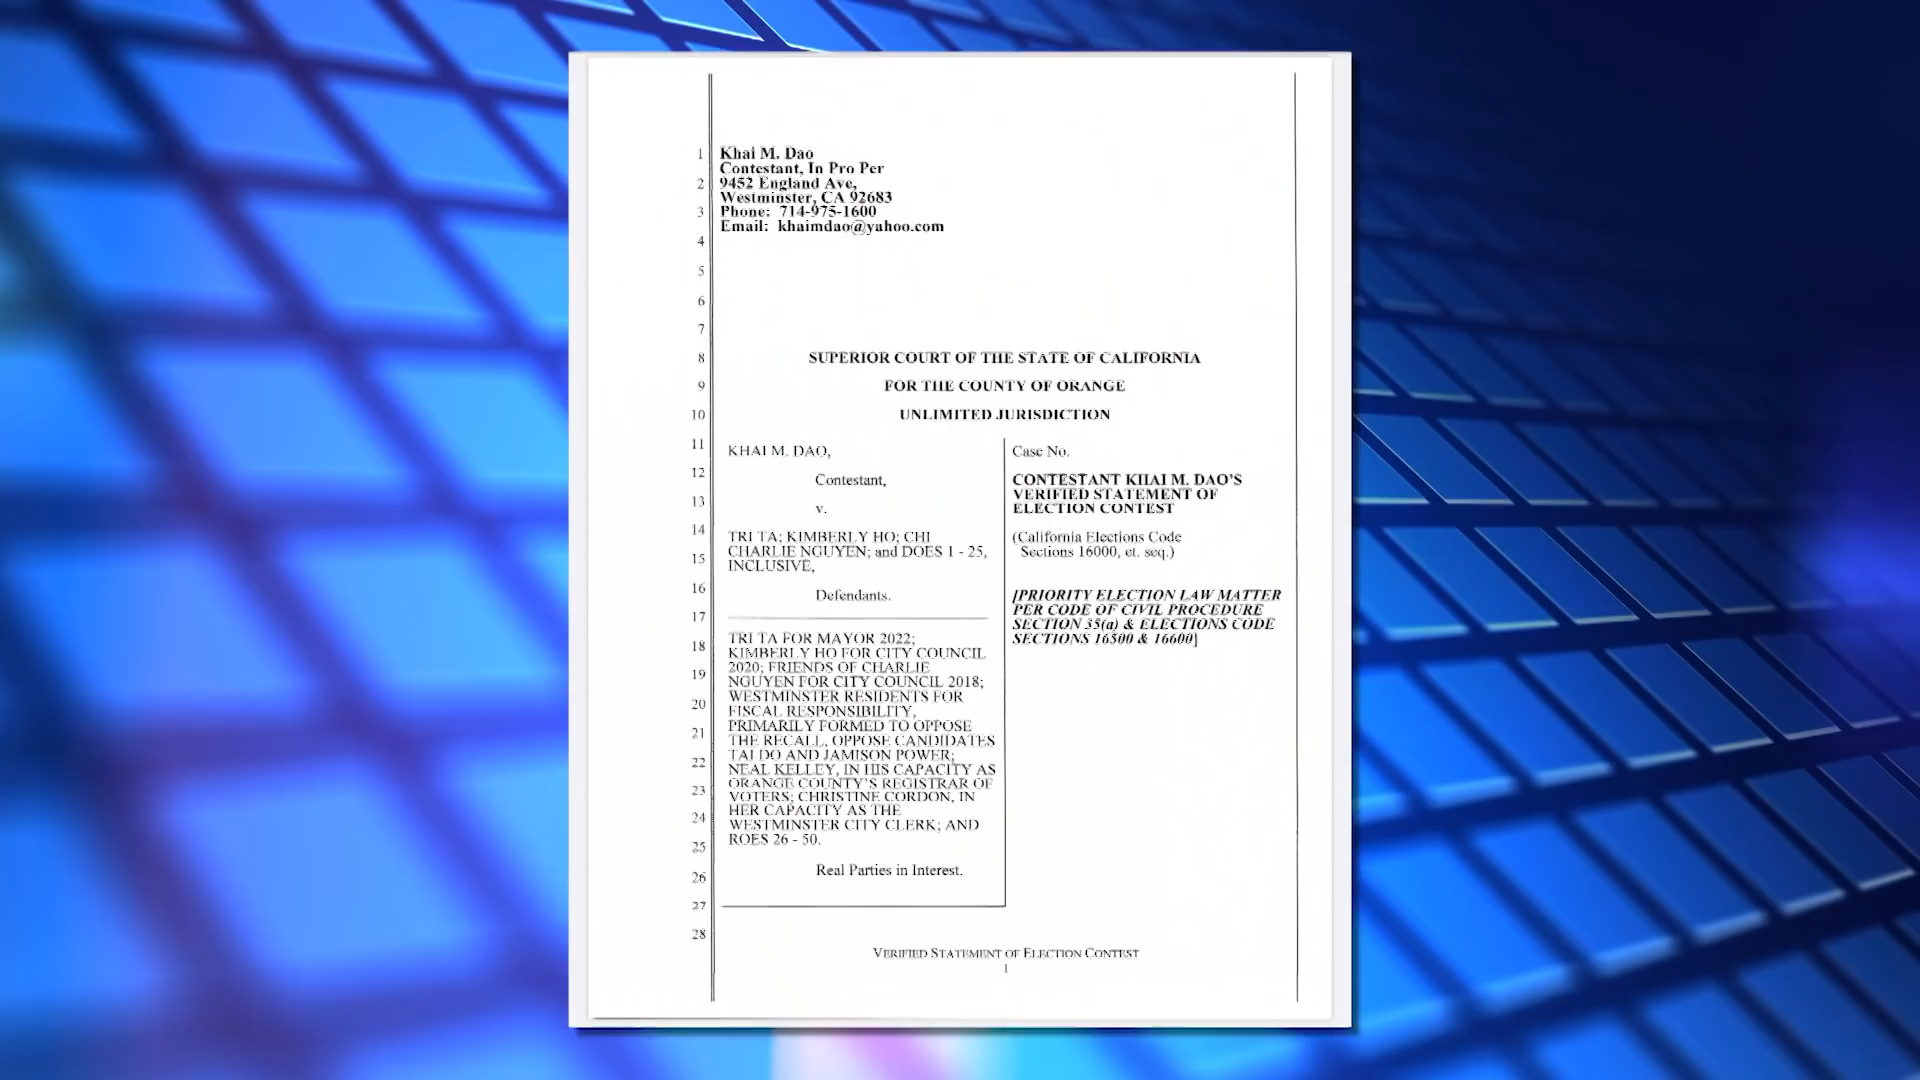 1 Khai M. Dao
Contestant, In Pro Per
2 9452 England Ave,
Westminster, CA 92683
3 Phone: 714-975-1600
Email: khaimdao@yahoo.com
4
5
6
7
8 SUPERIOR COURT OF THE STATE OF CALIFORNIA
9 FOR THE COUNTY OF ORANGE
10 UNLIMITED JURISDICTION
11 KHAI M. DAO,
12 Contestant,
13 v.
14 TRI TA; KIMBERLY HO; CHI
15 CHARLIE NGUYEN; and DOES 1 - 25,
INCLUSIVE,
16 Defendants.
17
18 TRI TA FOR MAYOR 2022;
KIMBERLY HO FOR CITY COUNCIL
2020; FRIENDS OF CHARLIE
19 NGUYEN FOR CITY COUNCIL 2018;
WESTMINSTER RESIDENTS FOR
20 FISCAL RESPONSIBILITY,
PRIMARILY FORMED TO OPPOSE
21 THE RECALL, OPPOSE CANDIDATES
TAI DO AND JAMISON POWER;
22 NEAL KELLEY, IN HIS CAPACITY AS
ORANGE COUNTY'S REGISTRAR OF
23 VOTERS; CHRISTINE CORDON, IN
HER CAPACITY AS THE
24 WESTMINSTER CITY CLERK; AND
25 ROES 26 - 50.
26 Real Parties in Interest.
27
28
Case No.
CONTESTANT KHAI M. DAO'S
VERIFIED STATEMENT OF
ELECTION CONTEST
(California Elections Code
Sections 16000, et. seq.)
[PRIORITY ELECTION LAW MATTER
PER CODE OF CIVIL PROCEDURE
SECTION 35(a) & ELECTIONS CODE
SECTIONS 16500 & 16600]
VERIFIED STATEMENT OF ELECTION CONTEST
1